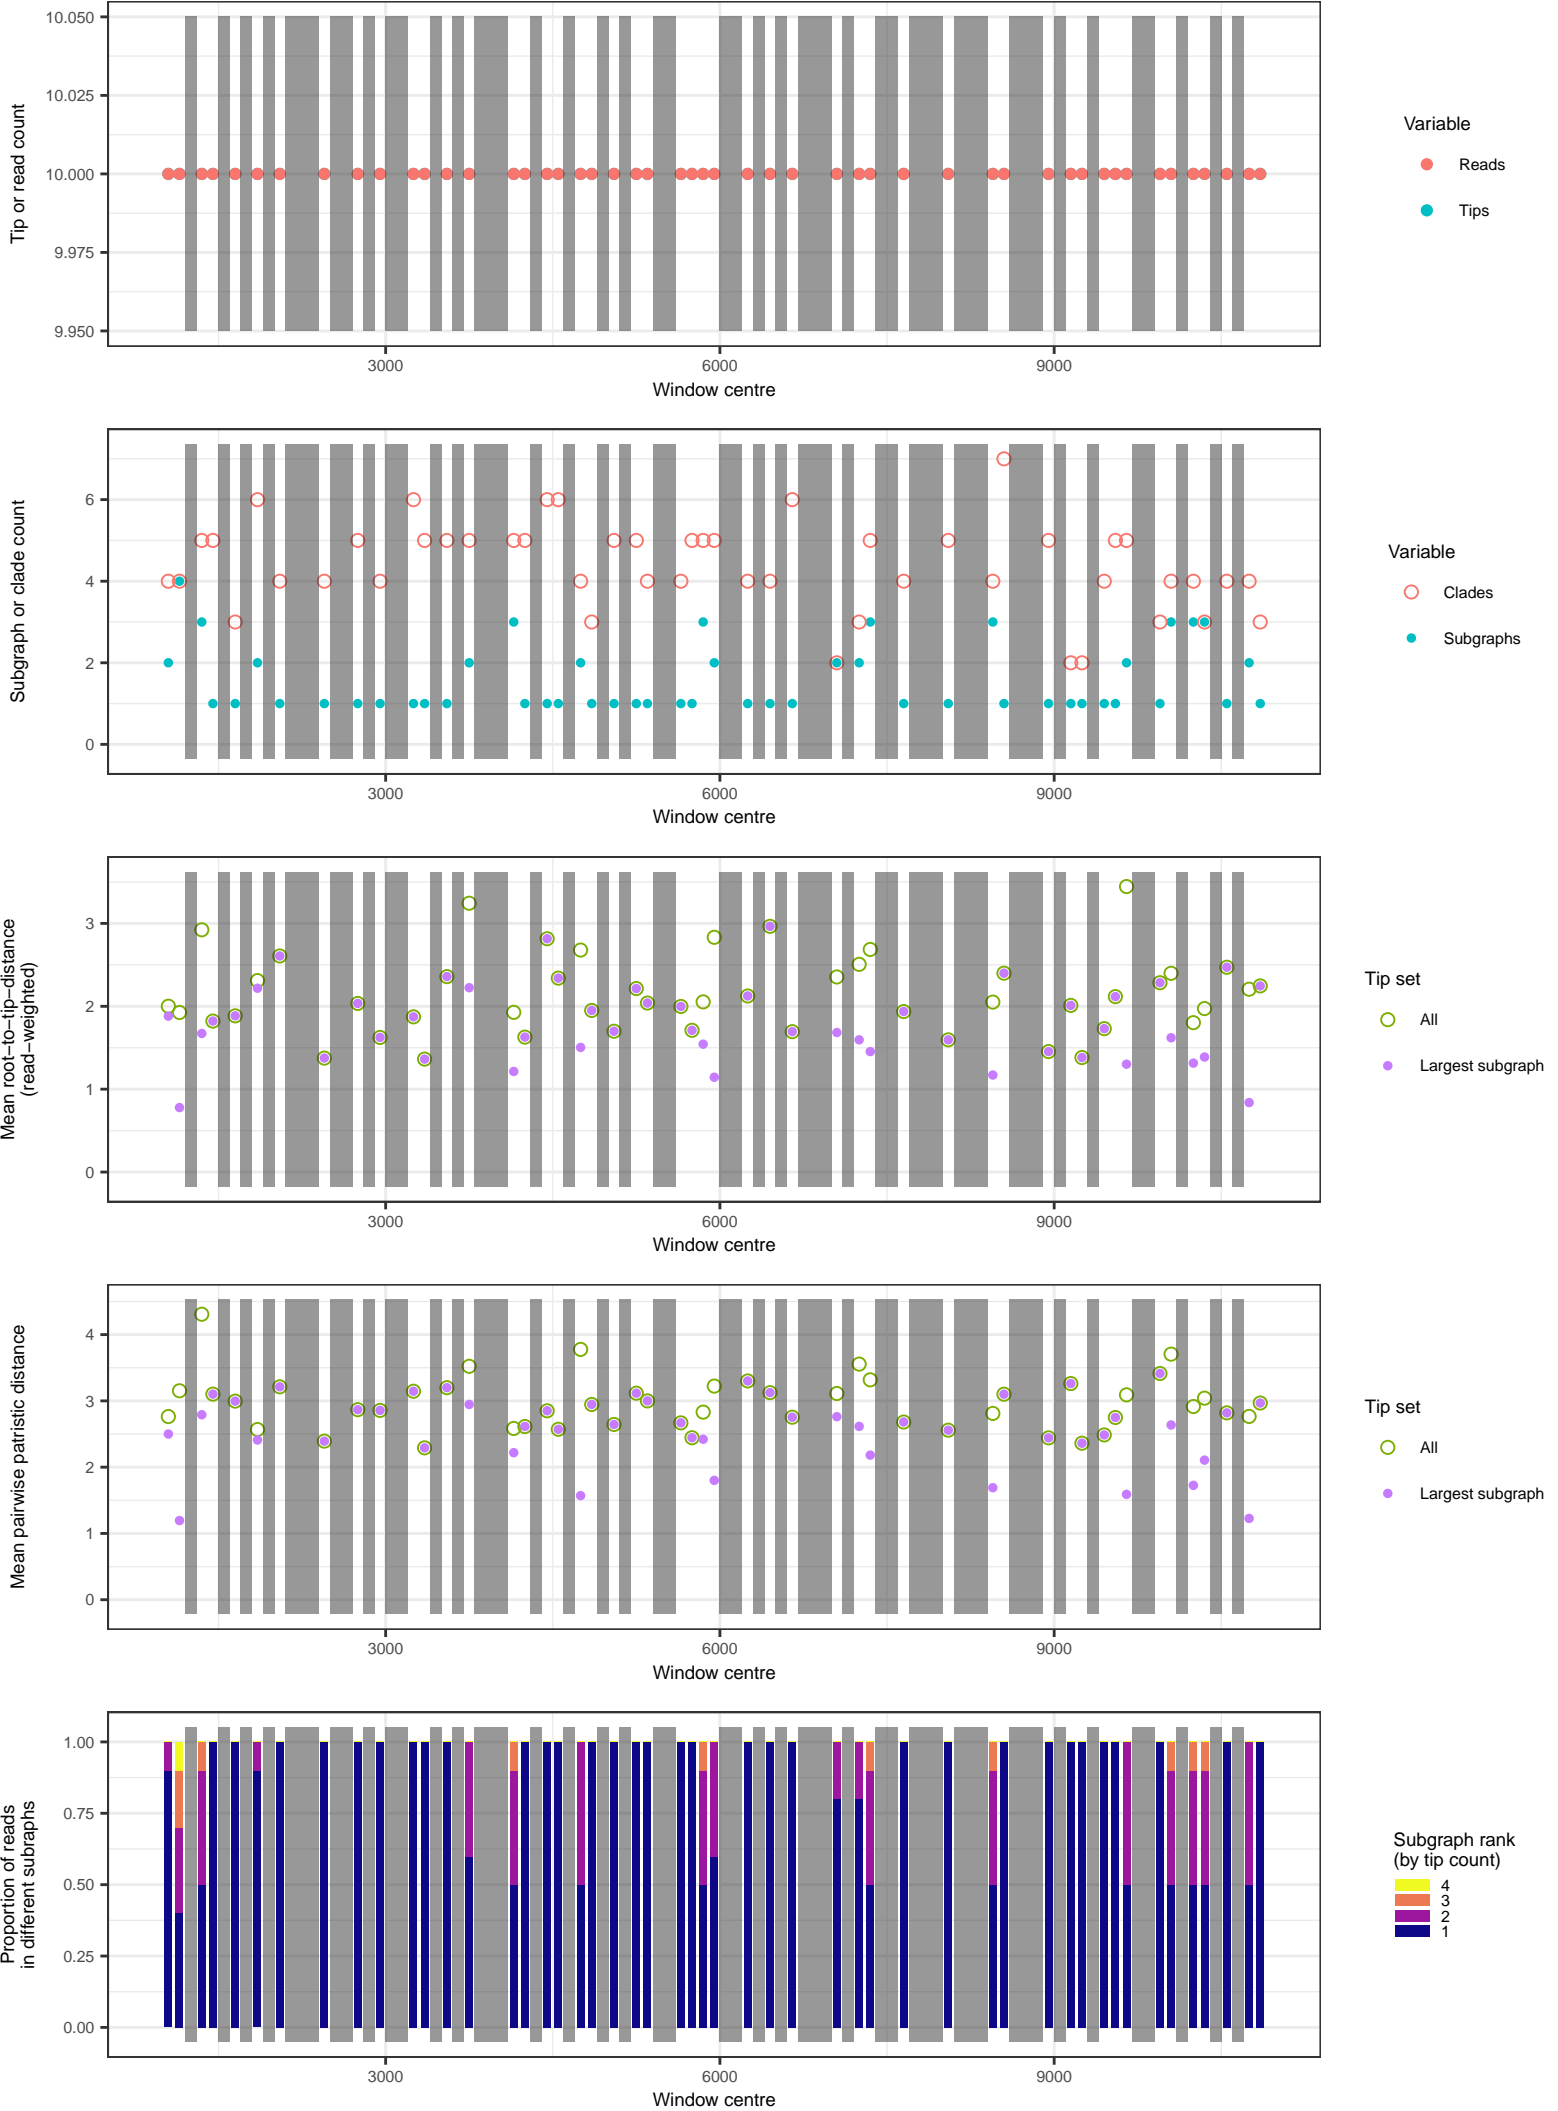 10.050
10.025
10.000
9.975
9.950
Tip or read count
3000
6000
9000
Window centre
Variable
Reads
Tips
6
4
2
0
Subgraph or clade count
3000
6000
9000
Window centre
Variable
Clades
Subgraphs
3
2
1
0
Mean root−to−tip−distance
(read−weighted)
3000
6000
9000
Window centre
Tip set
All
Largest subgraph
4
3
2
1
0
Mean pairwise patristic distance
3000
6000
9000
Window centre
Tip set
All
Largest subgraph
1.00
0.75
0.50
0.25
0.00
Proportion of reads
in different subraphs
3000
6000
9000
Window centre
Subgraph rank
(by tip count)
4
3
2
1